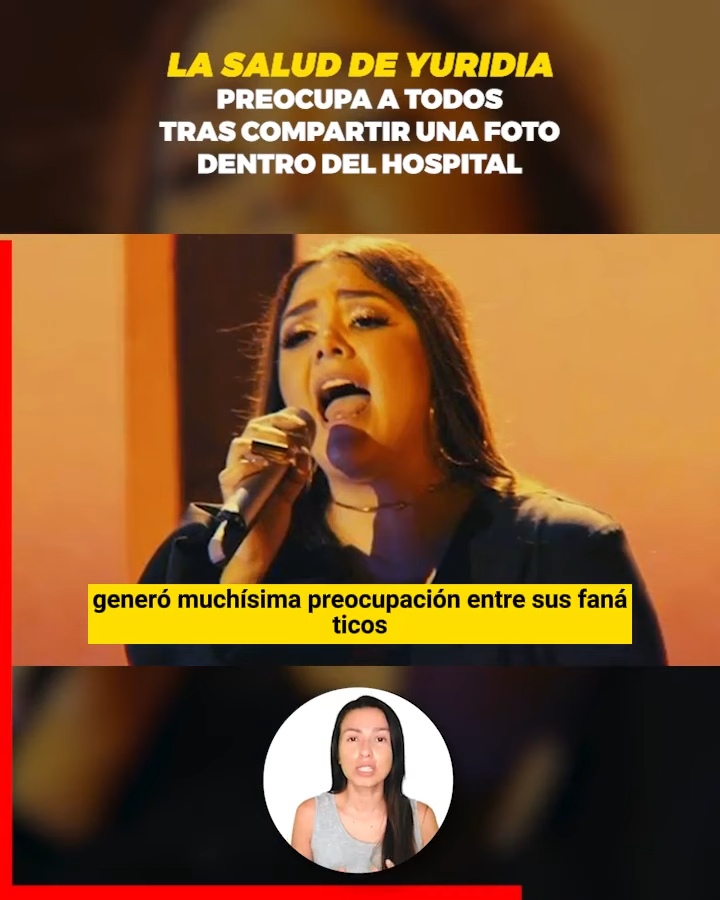 LA SALUD DE YURIDIA
PREOCUPA A TODOS
TRAS COMPARTIR UNA FOTO
DENTRO DEL HOSPITAL
generó muchísima preocupación entre sus faná
ticos